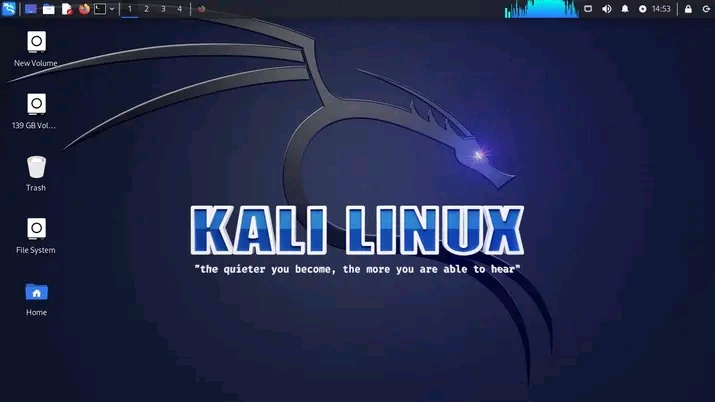 1 2 3 4
14:53
New Volume
139 GB Vol...
Trash
KALI LINUX
"the quieter you become, the more you are able to hear"
File System
Home